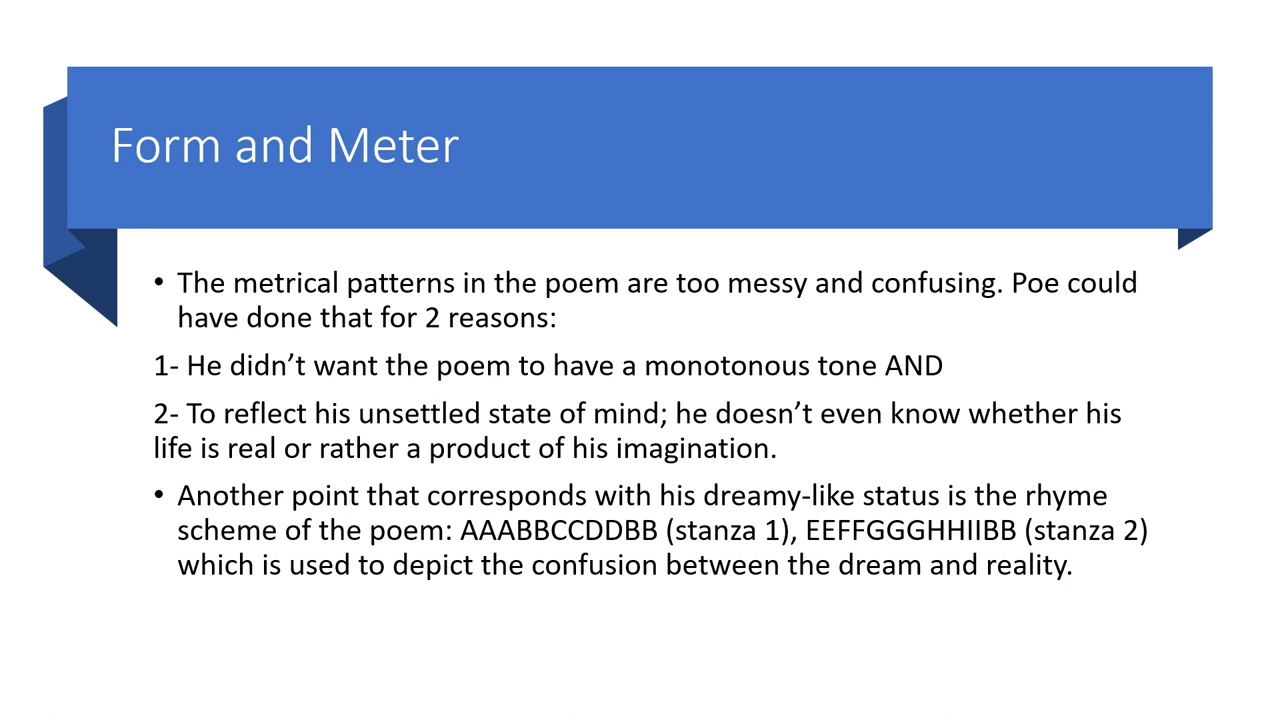 Form and Meter
• The metrical patterns in the poem are too messy and confusing. Poe could
have done that for 2 reasons:
1- He didn’t want the poem to have a monotonous tone AND
2- To reflect his unsettled state of mind; he doesn’t even know whether his
life is real or rather a product of his imagination.
• Another point that corresponds with his dreamy-like status is the rhyme
scheme of the poem: AAABBCCDDBB (stanza 1), EEFFGGGHHIIBB (stanza 2)
which is used to depict the confusion between the dream and reality.